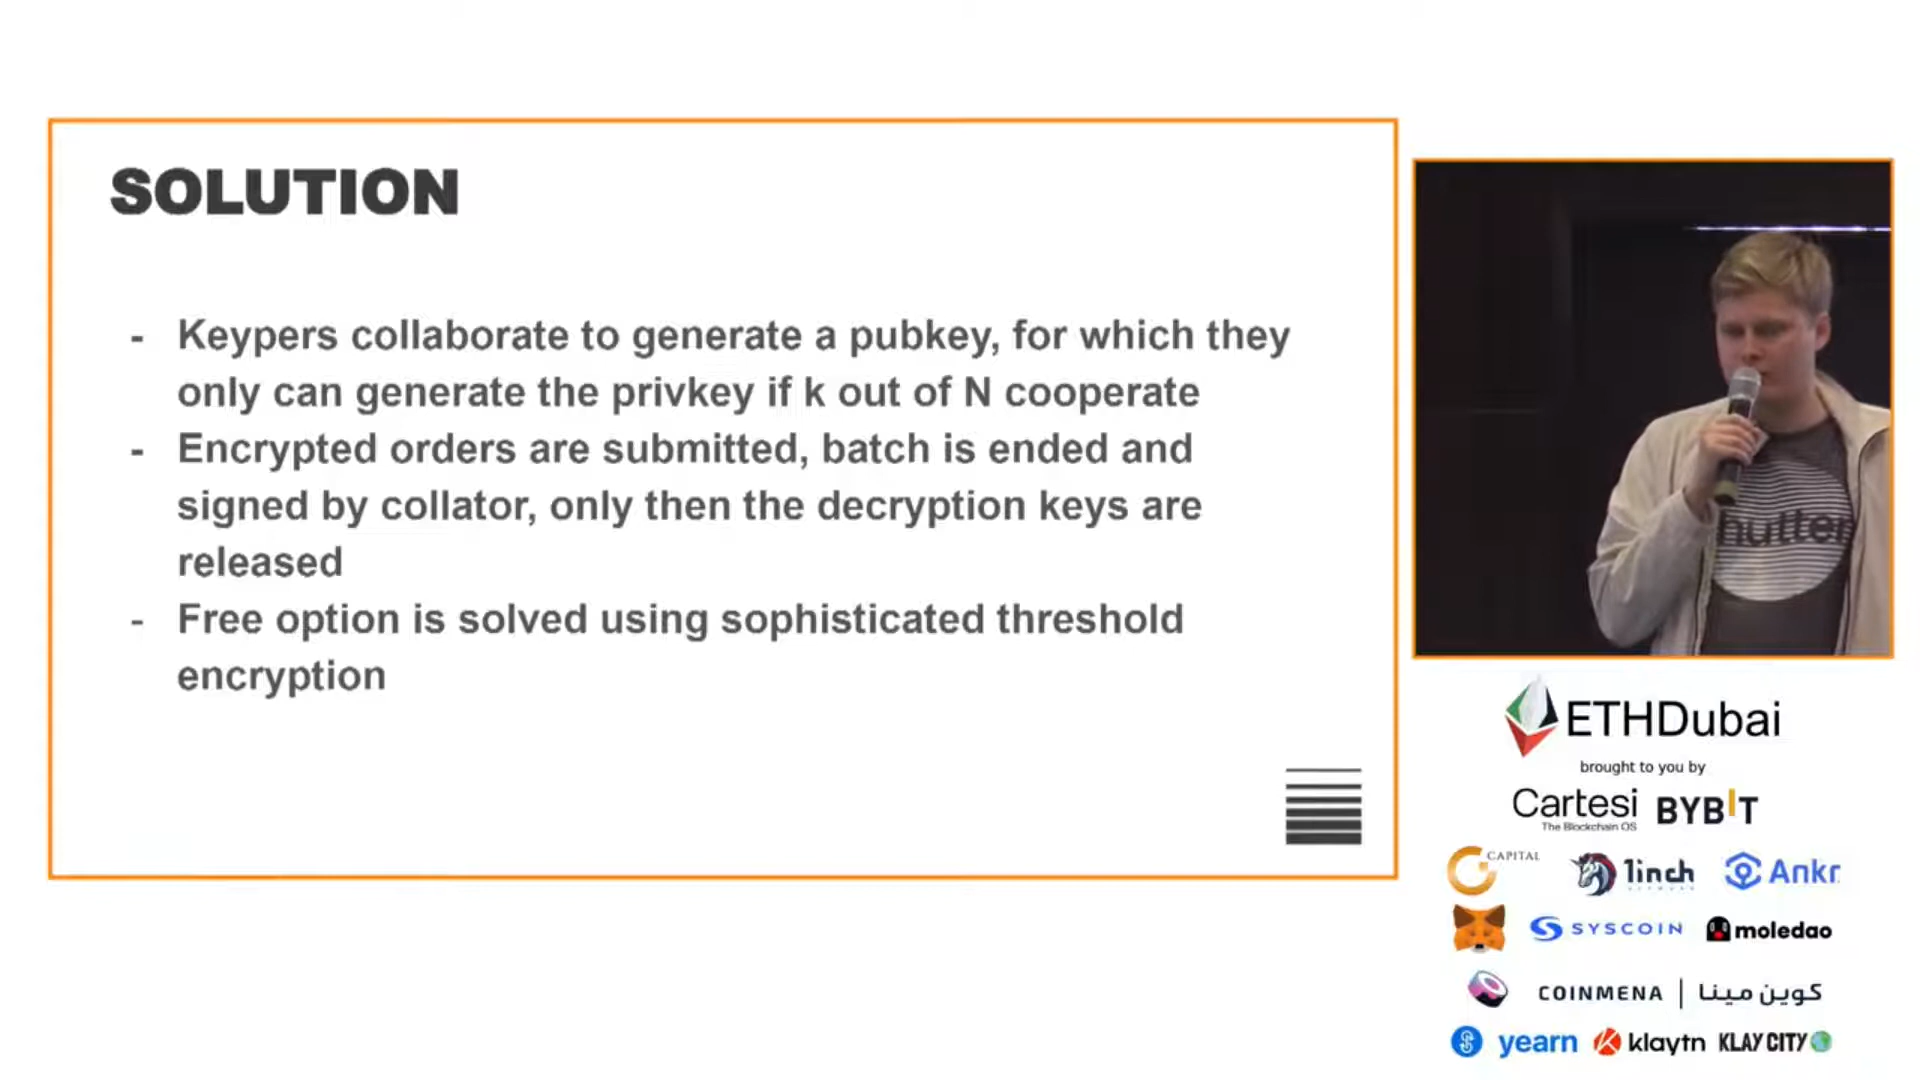 SOLUTION
- Keypers collaborate to generate a pubkey, for which they
only can generate the privkey if k out of N cooperate
- Encrypted orders are submitted, batch is ended and
signed by collator, only then the decryption keys are
released
- Free option is solved using sophisticated threshold
encryption
hutter
ETHDubai
brought to you by
Cartesi
The Blockchain OS
BYBIT
CAPITAL
1inch
Ankr
SYSCOIN
moledao
COINMENA | كوين مينا
yearn
klaytn
KLAY CITY